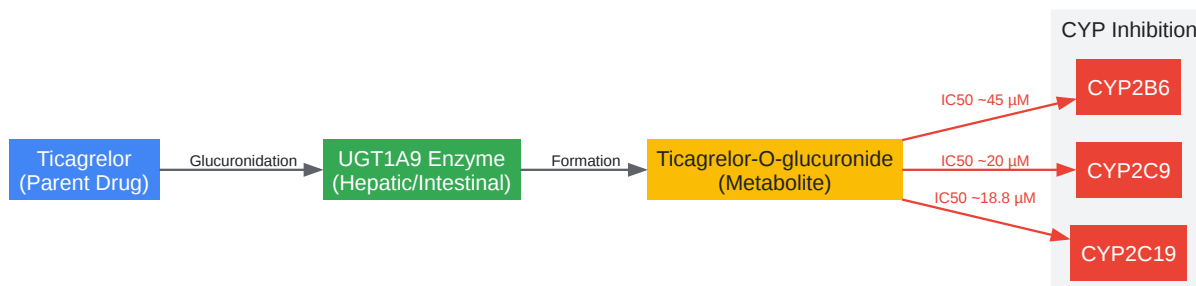 CYP Inhibition
Ticagrelor
(Parent Drug)
Glucuronidation
UGT1A9 Enzyme
(Hepatic/Intestinal)
Formation
Ticagrelor-O-glucuronide
(Metabolite)
IC50 ~45 µM
CYP2B6
IC50 ~20 µM
CYP2C9
IC50 ~18.8 µM
CYP2C19